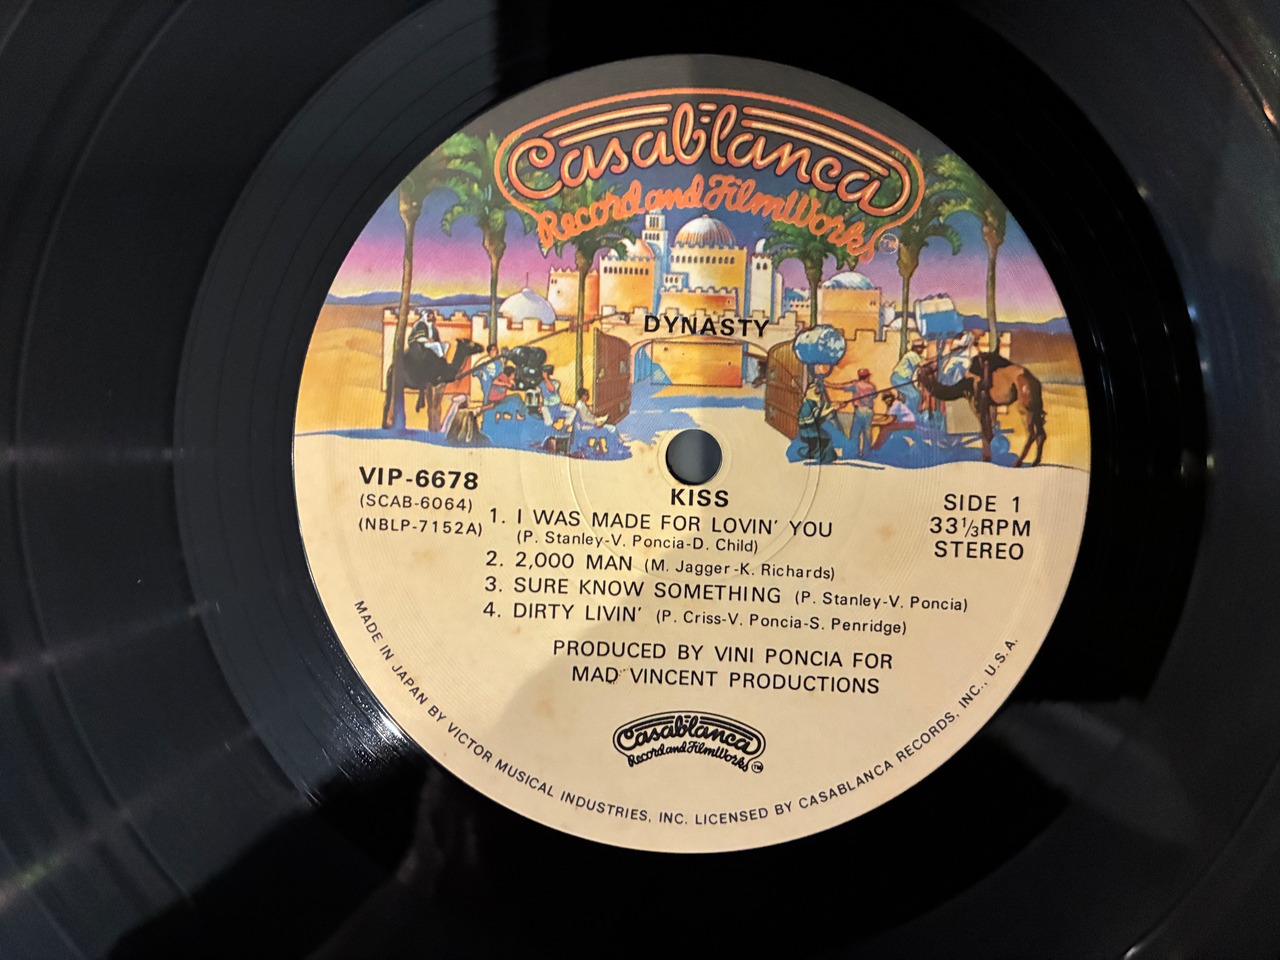 Casablanca
Record and FilmWorks TM
DYNASTY
VIP-6678
(SCAB-6064)
(NBLP-7152A)
KISS
SIDE 1
33⅓RPM
STEREO
1. I WAS MADE FOR LOVIN' YOU
(P. Stanley-V. Poncia-D. Child)
2. 2,000 MAN (M. Jagger-K. Richards)
3. SURE KNOW SOMETHING (P. Stanley-V. Poncia)
4. DIRTY LIVIN' (P. Criss-V. Poncia-S. Penridge)
PRODUCED BY VINI PONCIA FOR
MAD VINCENT PRODUCTIONS
Casablanca
Record and FilmWorks TM
MADE IN JAPAN BY VICTOR MUSICAL INDUSTRIES, INC. LICENSED BY CASABLANCA RECORDS, INC., U.S.A.